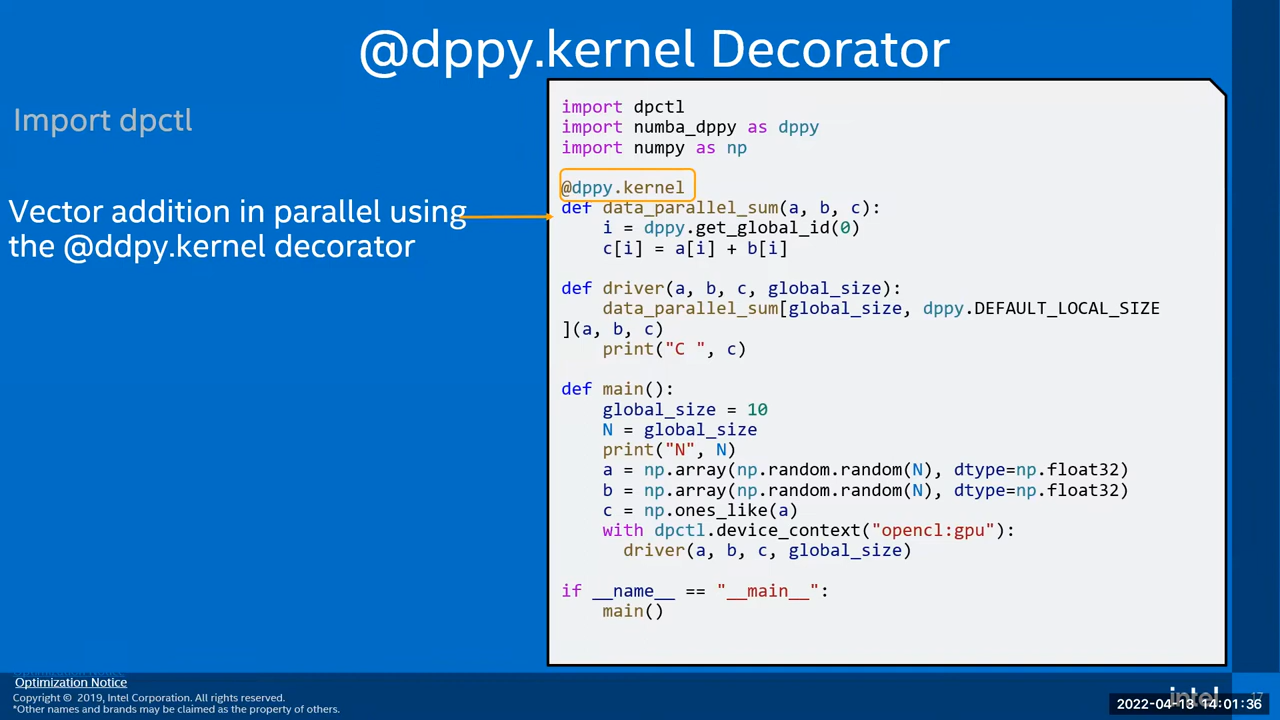 @dppy.kernel Decorator
Import dpctl
Vector addition in parallel using
the @ddpy.kernel decorator
import dpctl
import numba_dppy as dppy
import numpy as np
@dppy.kernel
def data_parallel_sum(a, b, c):
    i = dppy.get_global_id(0)
    c[i] = a[i] + b[i]
def driver(a, b, c, global_size):
    data_parallel_sum[global_size, dppy.DEFAULT_LOCAL_SIZE
](a, b, c)
    print("C ", c)
def main():
    global_size = 10
    N = global_size
    print("N", N)
    a = np.array(np.random.random(N), dtype=np.float32)
    b = np.array(np.random.random(N), dtype=np.float32)
    c = np.ones_like(a)
    with dpctl.device_context("opencl:gpu"):
      driver(a, b, c, global_size)
if __name__ == "__main__":
    main()
Optimization Notice
Copyright © 2019, Intel Corporation. All rights reserved.
*Other names and brands may be claimed as the property of others.
intel
17
2022-04-13 14:01:36